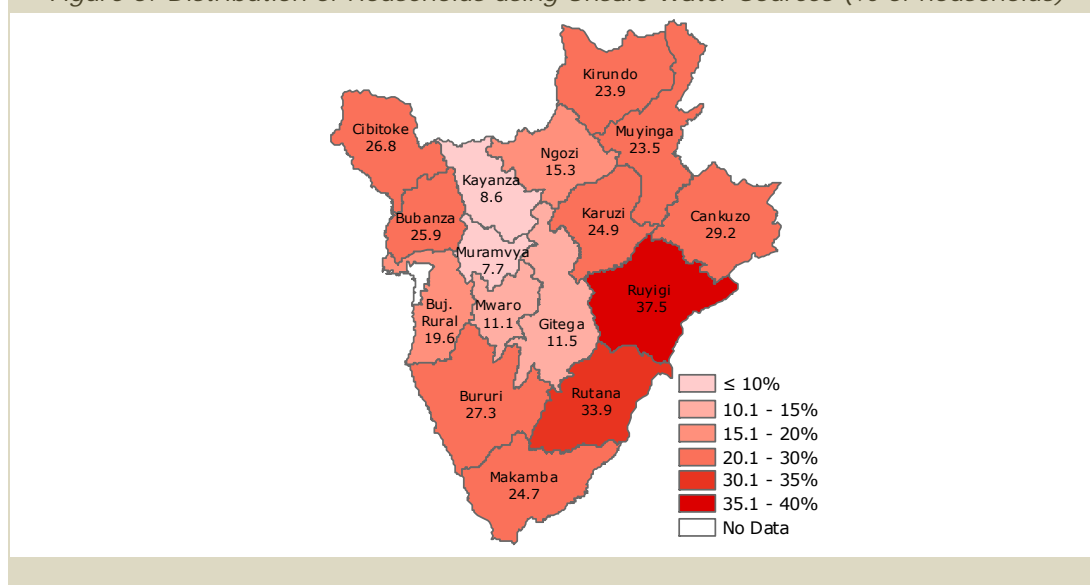 Figure 3: Distribution of Households using Unsafe Water Sources (% of households)
Kirundo
23.9
Cibitoke
26.8
Muyinga
23.5
Ngozi
15.3
Kayanza
8.6
Karuzi
24.9
Cankuzo
29.2
Bubanza
25.9
Muramvya
7.7
Ruyigi
37.5
Buj.
Rural
19.6
Mwaro
11.1
Gitega
11.5
Bururi
27.3
Rutana
33.9
Makamba
24.7
≤ 10%
10.1 - 15%
15.1 - 20%
20.1 - 30%
30.1 - 35%
35.1 - 40%
No Data